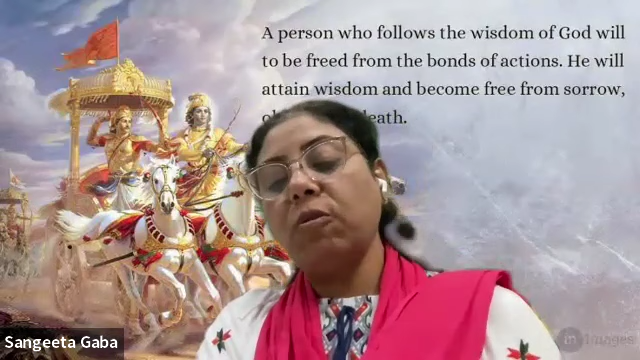 A person who follows the wisdom of God will
to be freed from the bonds of actions. He will
attain wisdom and become free from sorrow,
death.
Sangeeta Gaba